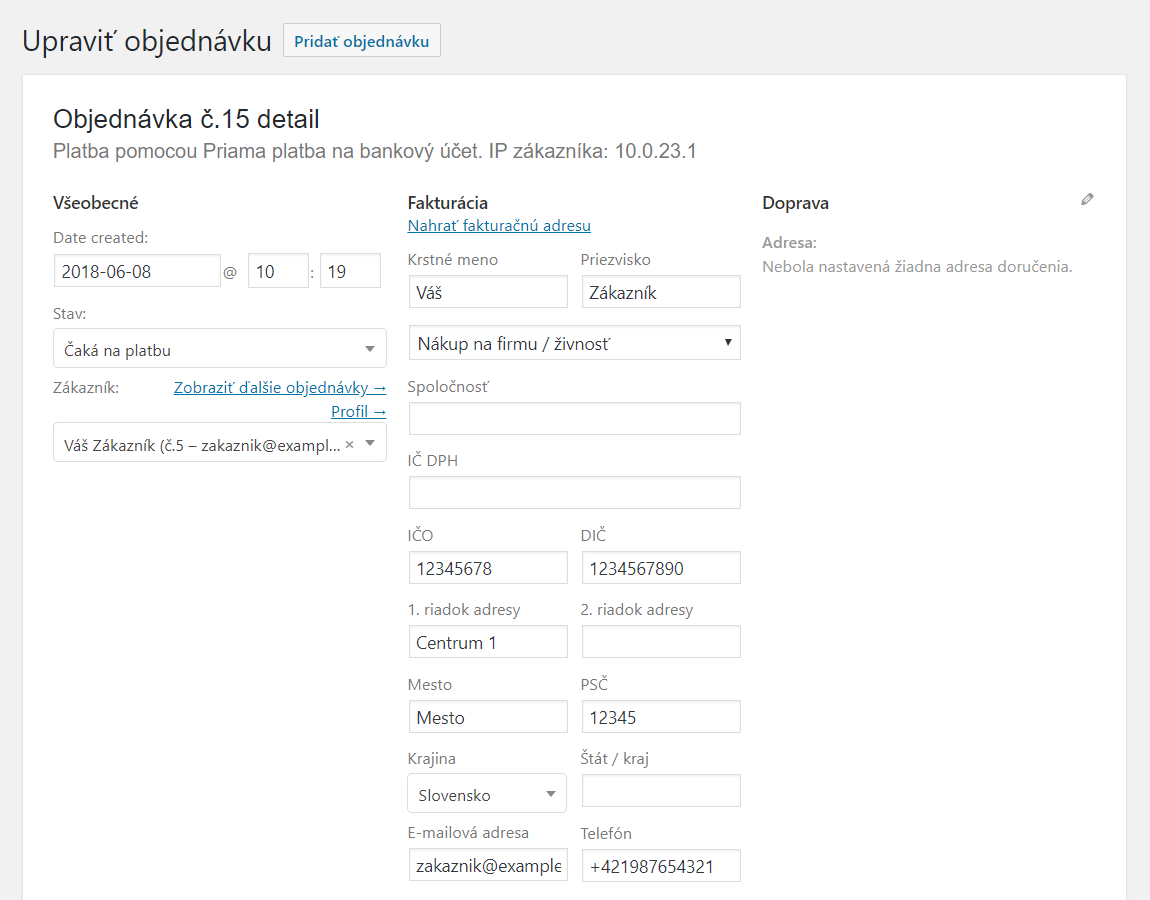 Upraviť objednávku
Pridať objednávku
Objednávka č.15 detail
Platba pomocou Priama platba na bankový účet. IP zákazníka: 10.0.23.1
Všeobecné
Date created:
2018-06-08 @ 10 : 19
Stav:
Čaká na platbu
Zákazník: Zobraziť ďalšie objednávky →
Profil →
Váš Zákazník (č.5 – zakaznik@exampl... ×
Fakturácia
Nahrať fakturačnú adresu
Krstné meno Priezvisko
Váš Zákazník
Nákup na firmu / živnosť
Spoločnosť
IČ DPH
IČO DIČ
12345678 1234567890
1. riadok adresy 2. riadok adresy
Centrum 1
Mesto PSČ
Mesto 12345
Krajina Štát / kraj
Slovensko
E-mailová adresa Telefón
zakaznik@example +421987654321
Doprava
Adresa:
Nebola nastavená žiadna adresa doručenia.